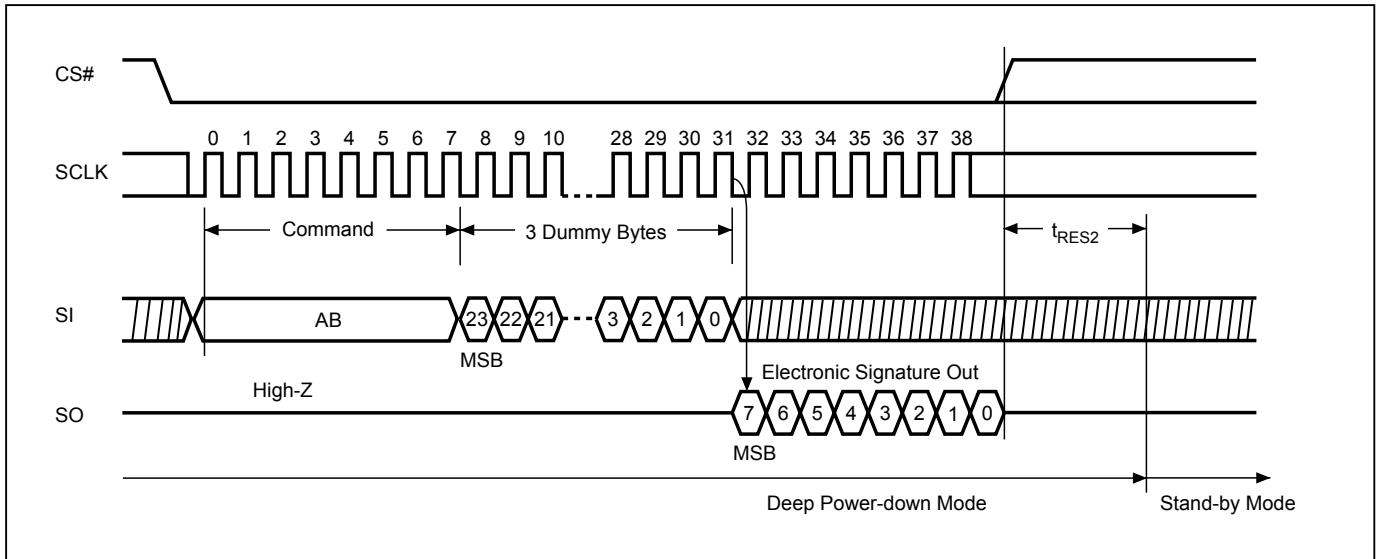 CS#
0 1 2 3 4 5 6 7 8 9 10 28 29 30 31 32 33 34 35 36 37 38
SCLK
Command
3 Dummy Bytes
tRES2
SI
AB
23 22 21 3 2 1 0
MSB
Electronic Signature Out
High-Z
SO
7 6 5 4 3 2 1 0
MSB
Deep Power-down Mode
Stand-by Mode